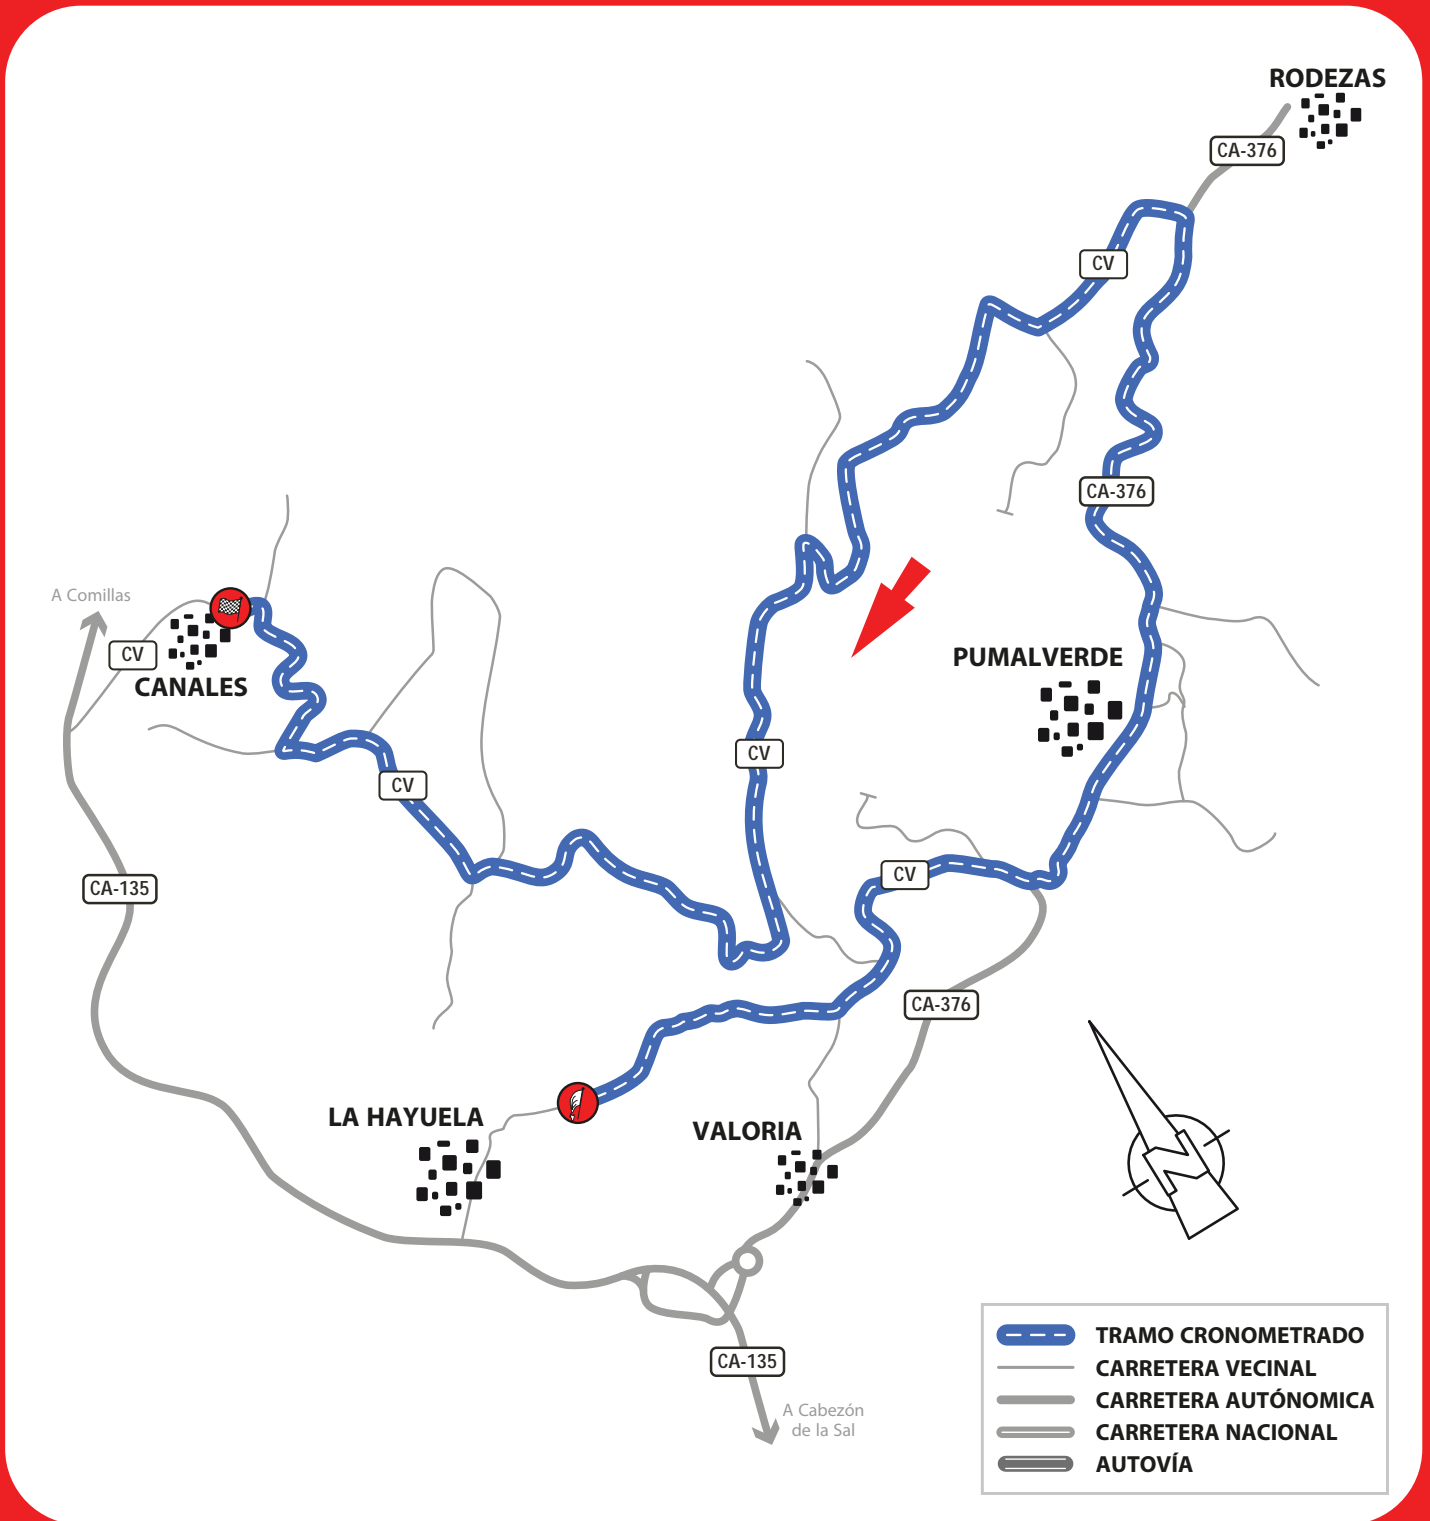 RODEZAS
CA-376
CV
CA-376
A Comillas
CV
PUMALVERDE
CANALES
CV
CV
CV
CA-135
CA-376
LA HAYUELA
VALORIA
N
CA-135
A Cabezón
de la Sal
TRAMO CRONOMETRADO
CARRETERA VECINAL
CARRETERA AUTÓNOMICA
CARRETERA NACIONAL
AUTOVÍA